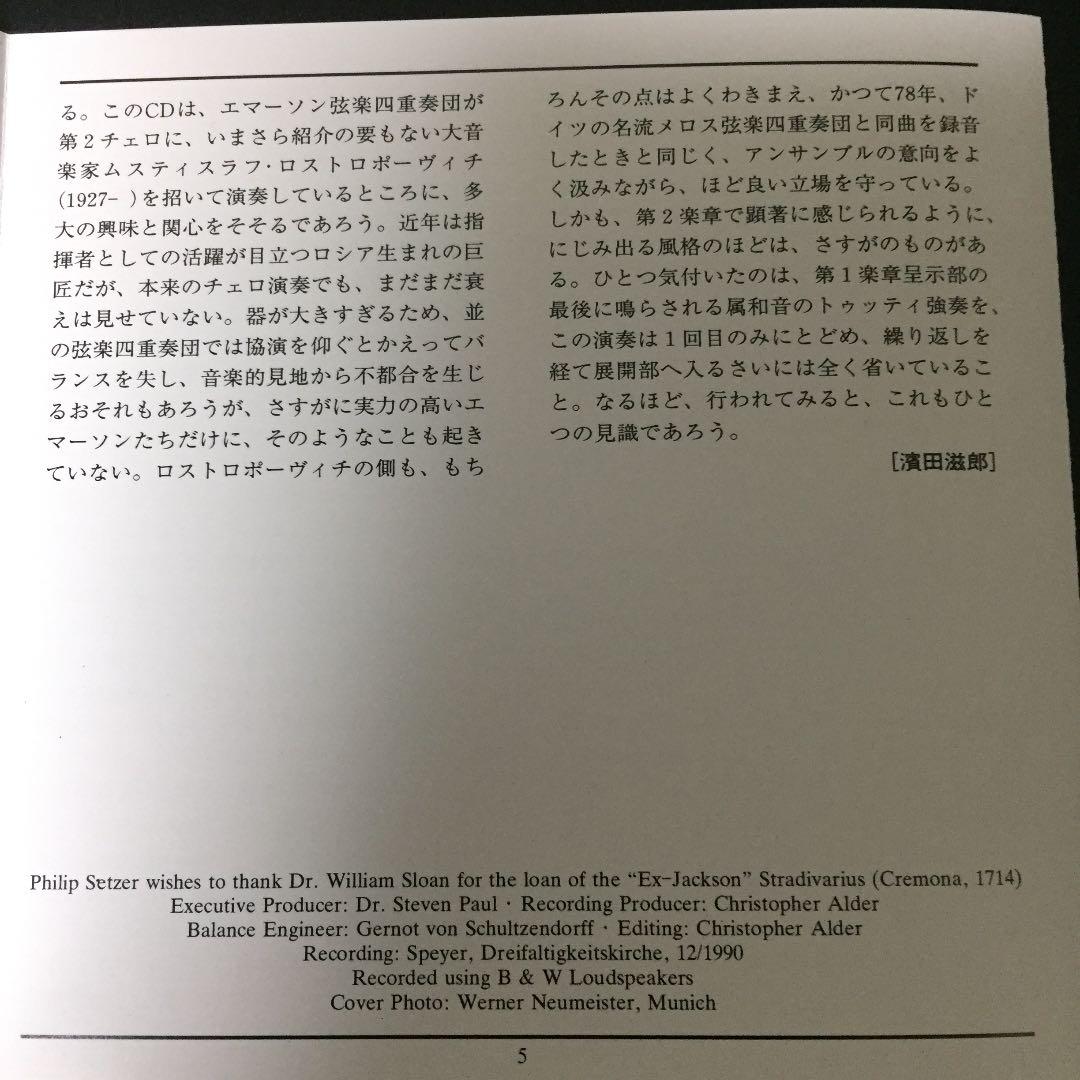 る。このCDは、エマーソン弦楽四重奏団が
第2チェロに、いまさら紹介の要もない大音
楽家ムスティスラフ・ロストロポーヴィチ
(1927- )を招いて演奏しているところに、多
大の興味と関心をそそるであろう。近年は指
揮者としての活躍が目立つロシア生まれの巨
匠だが、本来のチェロ演奏でも、まだまだ衰
えは見せていない。器が大きすぎるため、並
の弦楽四重奏団では協演を仰ぐとかえってバ
ランスを失し、音楽的見地から不都合を生じ
るおそれもあろうが、さすがに実力の高いエ
マーソンたちだけに、そのようなことも起き
ていない。ロストロポーヴィチの側も、もち
ろんその点はよくわきまえ、かつて78年、ド
イツの名流メロス弦楽四重奏団と同曲を録音
したときと同じく、アンサンブルの意向をよ
く汲みながら、ほど良い立場を守っている。
しかも、第2楽章で顕著に感じられるように、
にじみ出る風格のほどは、さすがのものがあ
る。ひとつ気付いたのは、第1楽章呈示部の
最後に鳴らされる属和音のトゥッティ強奏を、
この演奏は1回目のみにとどめ、繰り返しを
経て展開部へ入るさいには全く省いているこ
と。なるほど、行われてみると、これもひと
つの見識であろう。
[濱田滋郎]
Philip Setzer wishes to thank Dr. William Sloan for the loan of the “Ex-Jackson” Stradivarius (Cremona, 1714)
Executive Producer: Dr. Steven Paul · Recording Producer: Christopher Alder
Balance Engineer: Gernot von Schultzendorff · Editing: Christopher Alder
Recording: Speyer, Dreifaltigkeitskirche, 12/1990
Recorded using B & W Loudspeakers
Cover Photo: Werner Neumeister, Munich
5